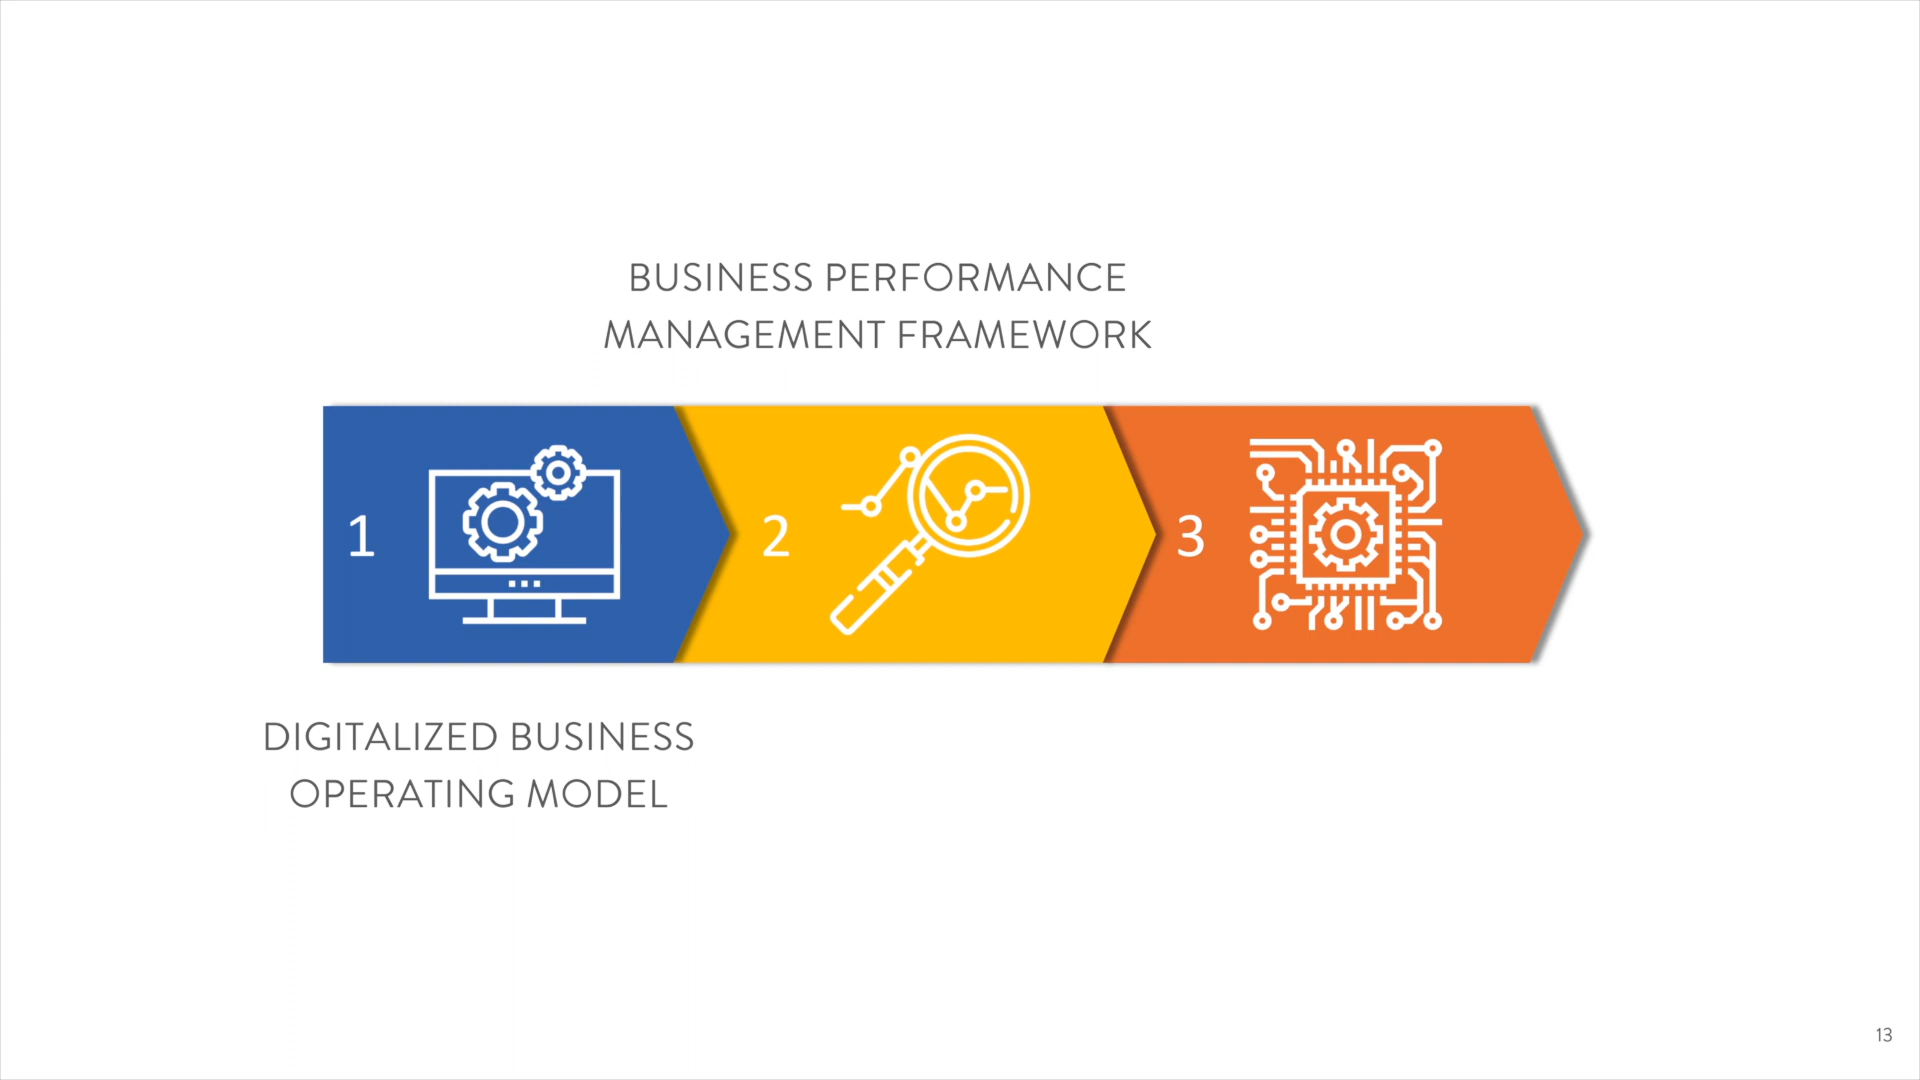 BUSINESS PERFORMANCE
MANAGEMENT FRAMEWORK
1
2
3
DIGITALIZED BUSINESS
OPERATING MODEL
13